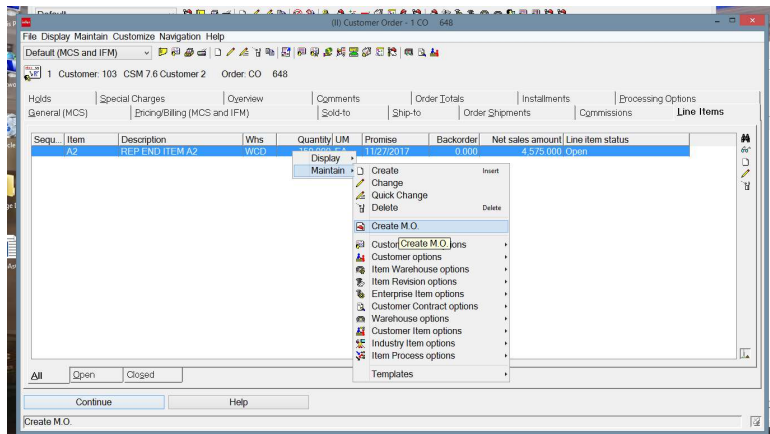 (II) Customer Order - 1 CO 648
File Display Maintain Customize Navigation Help
Default (MCS and IFM)
1 Customer: 103 CSM 7.6 Customer 2 Order: CO 648
Holds Special Charges Overview Comments Order Totals Installments Processing Options
General (MCS) Pricing/Billing (MCS and IFM) Sold-to Ship-to Order Shipments Commissions Line Items
Sequ... Item Description Whs Quantity UM Promise Backorder Net sales amount Line item status
A2 REP END ITEM A2 WCD 11/27/2017 0.000 4,575.000 Open
Display
Maintain
Create Insert
Change
Quick Change
Delete Delete
Create M.O.
Create M.O.
Customer options
Item Warehouse options
Item Revision options
Enterprise Item options
Customer Contract options
Warehouse options
Customer Item options
Industry Item options
Item Process options
Templates
All Open Closed
Continue Help
Create M.O.